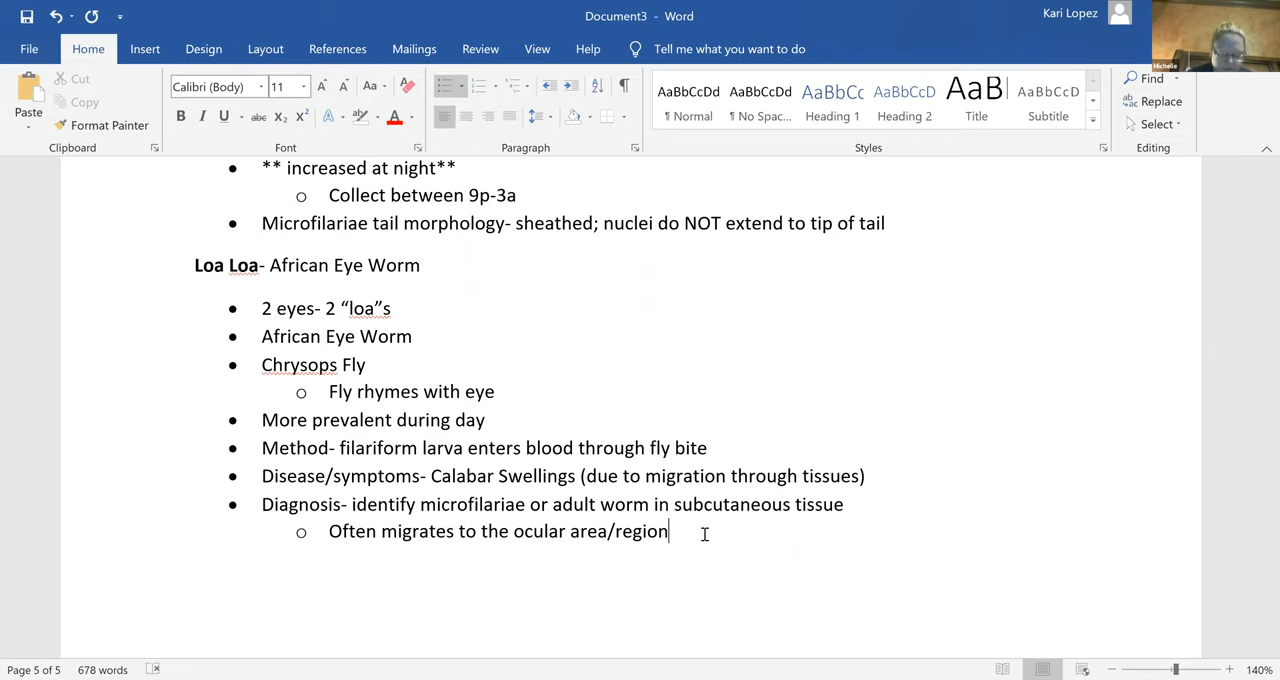 Document3 - Word
Kari Lopez
File Home Insert Design Layout References Mailings Review View Help Tell me what you want to do
Michelle
Cut
Copy
Paste
Format Painter
Clipboard
Calibri (Body) 11
Aa
B I U abc X₂ X² A A
Font
Paragraph
AaBbCcDd AaBbCcDd AaBbCc AaBbCcD AaB AaBbCcD
¶ Normal ¶ No Spac... Heading 1 Heading 2 Title Subtitle
Styles
Find
Replace
Select
Editing
• ** increased at night**
o Collect between 9p-3a
• Microfilariae tail morphology- sheathed; nuclei do NOT extend to tip of tail
Loa Loa- African Eye Worm
• 2 eyes- 2 “loa”s
• African Eye Worm
• Chrysops Fly
o Fly rhymes with eye
• More prevalent during day
• Method- filariform larva enters blood through fly bite
• Disease/symptoms- Calabar Swellings (due to migration through tissues)
• Diagnosis- identify microfilariae or adult worm in subcutaneous tissue
o Often migrates to the ocular area/region
Page 5 of 5 678 words
140%